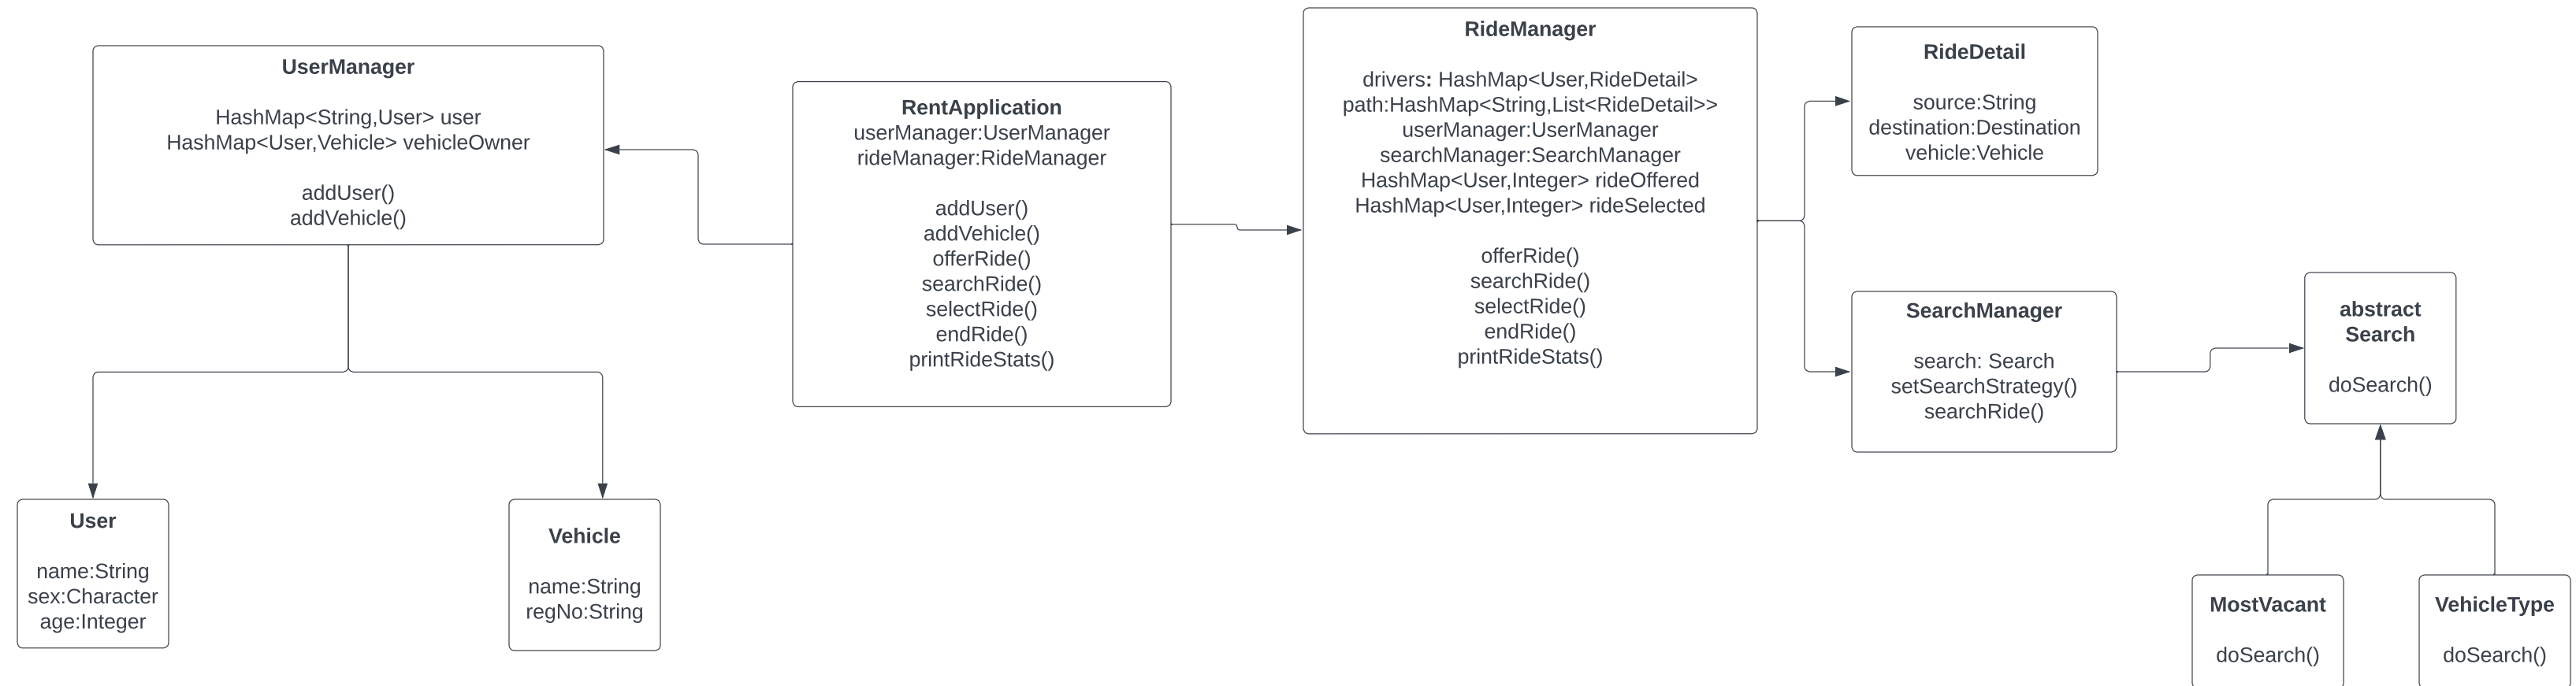 UserManager
HashMap<String,User> user
HashMap<User,Vehicle> vehicleOwner
addUser()
addVehicle()
RentApplication
userManager:UserManager
rideManager:RideManager
addUser()
addVehicle()
offerRide()
searchRide()
selectRide()
endRide()
printRideStats()
RideManager
drivers: HashMap<User,RideDetail>
path:HashMap<String,List<RideDetail>>
userManager:UserManager
searchManager:SearchManager
HashMap<User,Integer> rideOffered
HashMap<User,Integer> rideSelected
offerRide()
searchRide()
selectRide()
endRide()
printRideStats()
RideDetail
source:String
destination:Destination
vehicle:Vehicle
SearchManager
search: Search
setSearchStrategy()
searchRide()
abstract
Search
doSearch()
User
name:String
sex:Character
age:Integer
Vehicle
name:String
regNo:String
MostVacant
doSearch()
VehicleType
doSearch()